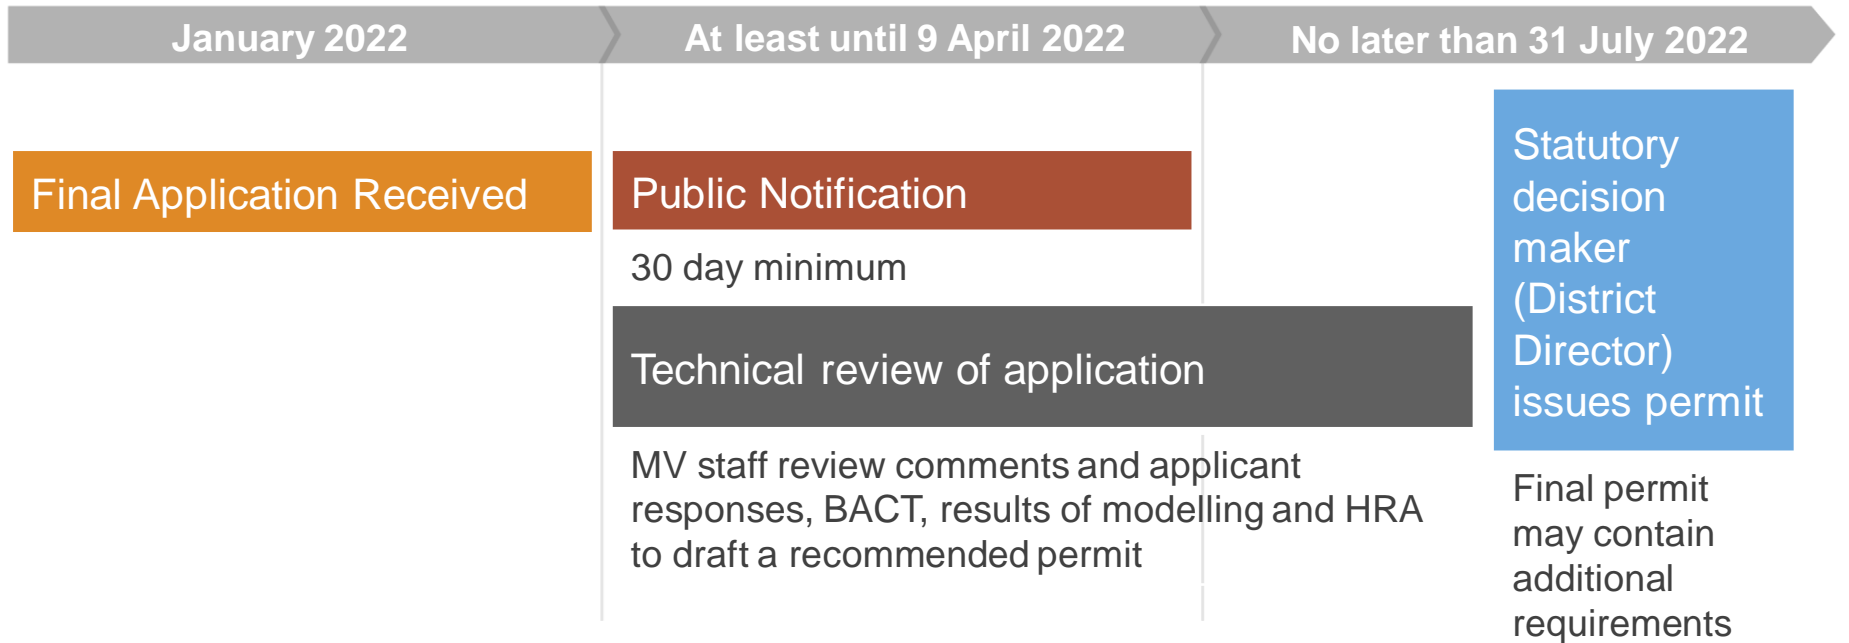 January 2022
At least until 9 April 2022
No later than 31 July 2022
Final Application Received
Public Notification
30 day minimum
Technical review of application
MV staff review comments and applicant
responses, BACT, results of modelling and HRA
to draft a recommended permit
Statutory
decision
maker
(District
Director)
issues permit
Final permit
may contain
additional
requirements